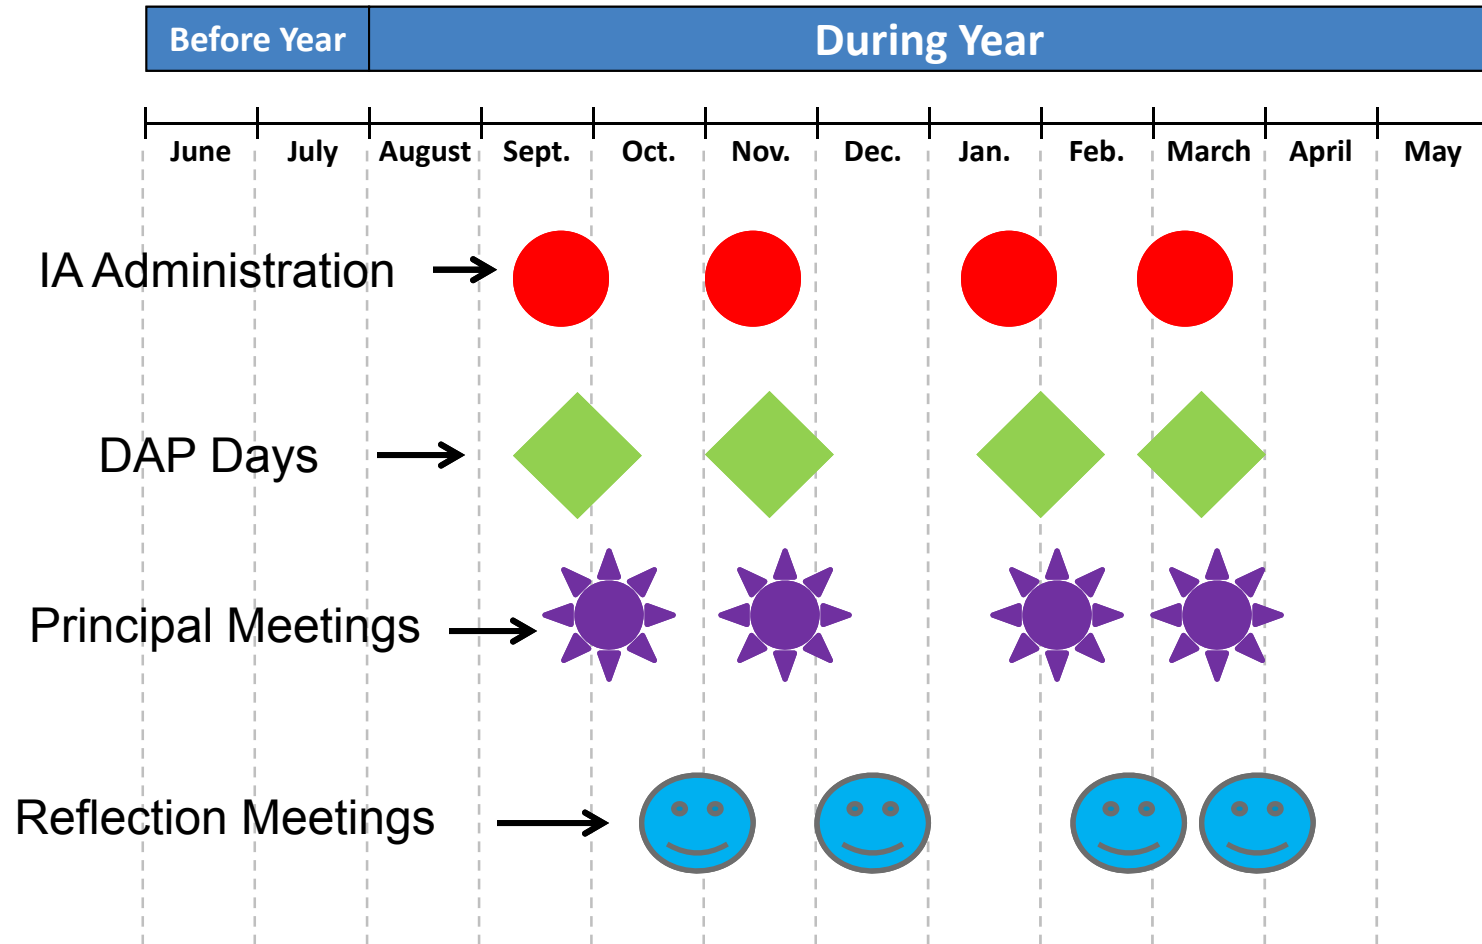 Before Year
During Year
June July August Sept. Oct. Nov. Dec. Jan. Feb. March April May
IA Administration
DAP Days
Principal Meetings
Reflection Meetings